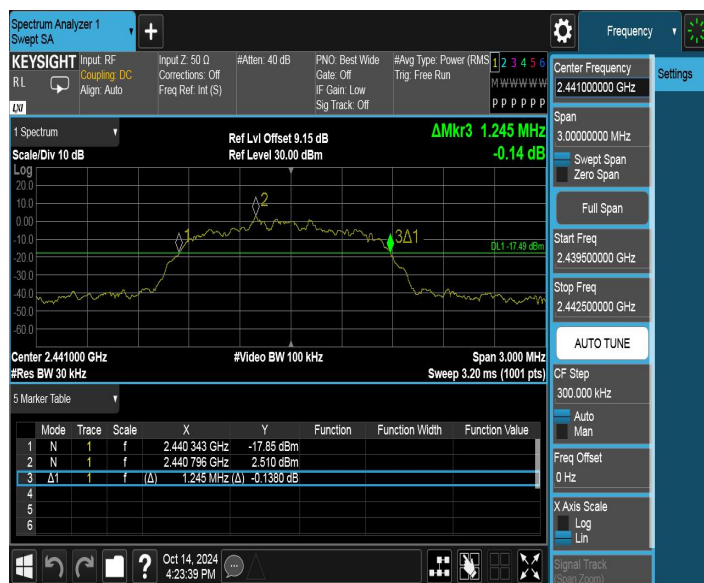 Spectrum Analyzer 1
Swept SA
+
Frequency
KEYSIGHT Input: RF Input Z: 50 Ω #Atten: 40 dB PNO: Best Wide #Avg Type: Power (RMS 1 2 3 4 5 6
RL Coupling: DC Corrections: Off Gate: Off Trig: Free Run
Align: Auto Freq Ref: Int (S) IF Gain: Low M W W W W W
LXI Sig Track: Off P P P P P P
Center Frequency
2.441000000 GHz
Settings
Span
3.00000000 MHz
Swept Span
Zero Span
Full Span
Start Freq
2.439500000 GHz
Stop Freq
2.442500000 GHz
AUTO TUNE
CF Step
300.000 kHz
Auto
Man
Freq Offset
0 Hz
X Axis Scale
Log
Lin
Signal Track
(Span Zoom)
1 Spectrum
Ref Lvl Offset 9.15 dB ΔMkr3 1.245 MHz
Scale/Div 10 dB Ref Level 30.00 dBm -0.14 dB
Log
20.0
10.0
0.00
-10.0
-20.0
-30.0
-40.0
-50.0
-60.0
2
1
3Δ1
DL1 -17.49 dBm
Center 2.441000 GHz #Video BW 100 kHz Span 3.000 MHz
#Res BW 30 kHz Sweep 3.20 ms (1001 pts)
5 Marker Table
Mode Trace Scale X Y Function Function Width Function Value
1 N 1 f 2.440 343 GHz -17.85 dBm
2 N 1 f 2.440 796 GHz 2.510 dBm
3 Δ1 1 f (Δ) 1.245 MHz (Δ) -0.1380 dB
4
5
6
? Oct 14, 2024
4:23:39 PM